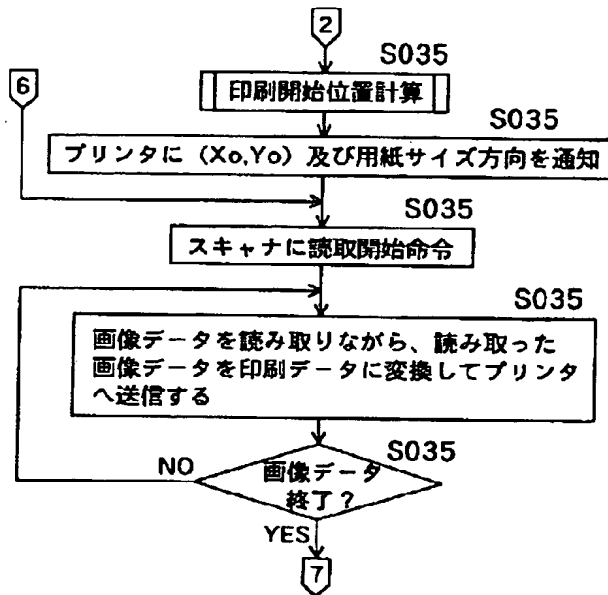 2
S035
6
印刷開始位置計算
S035
プリンタに (Xo,Yo) 及び用紙サイズ方向を通知
S035
スキャナに読取開始命令
S035
画像データを読み取りながら、読み取った
画像データを印刷データに変換してプリンタ
へ送信する
S035
NO
画像データ
終了?
YES
7